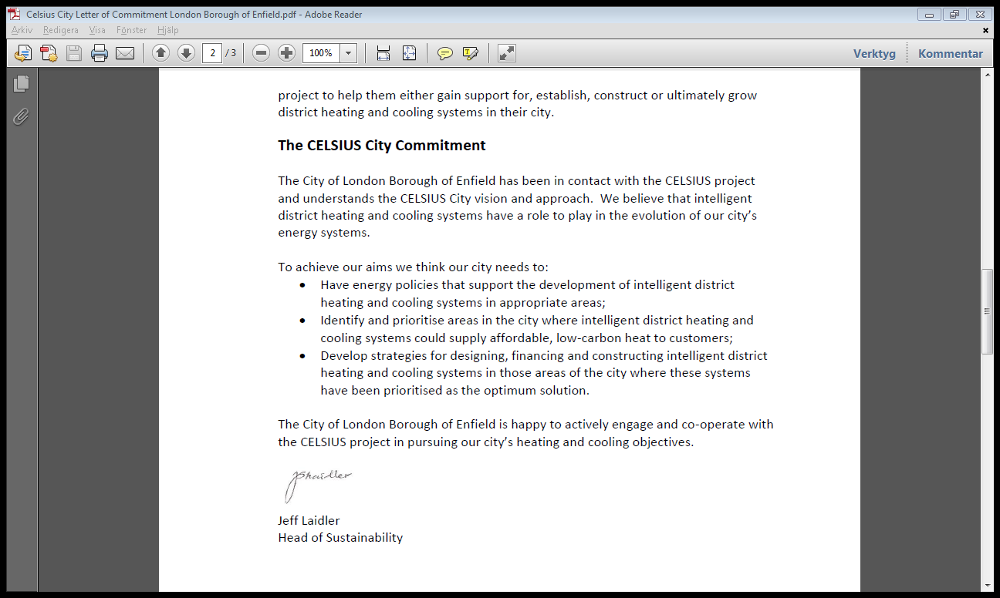 Celsius City Letter of Commitment London Borough of Enfield.pdf - Adobe Reader
Arkiv Redigera Visa Fönster Hjälp
2 / 3 100% Verktyg Kommentar
project to help them either gain support for, establish, construct or ultimately grow
district heating and cooling systems in their city.
The CELSIUS City Commitment
The City of London Borough of Enfield has been in contact with the CELSIUS project
and understands the CELSIUS City vision and approach.  We believe that intelligent
district heating and cooling systems have a role to play in the evolution of our city’s
energy systems.
To achieve our aims we think our city needs to:
• Have energy policies that support the development of intelligent district
heating and cooling systems in appropriate areas;
• Identify and prioritise areas in the city where intelligent district heating and
cooling systems could supply affordable, low-carbon heat to customers;
• Develop strategies for designing, financing and constructing intelligent district
heating and cooling systems in those areas of the city where these systems
have been prioritised as the optimum solution.
The City of London Borough of Enfield is happy to actively engage and co-operate with
the CELSIUS project in pursuing our city’s heating and cooling objectives.
Jeff Laidler
Head of Sustainability